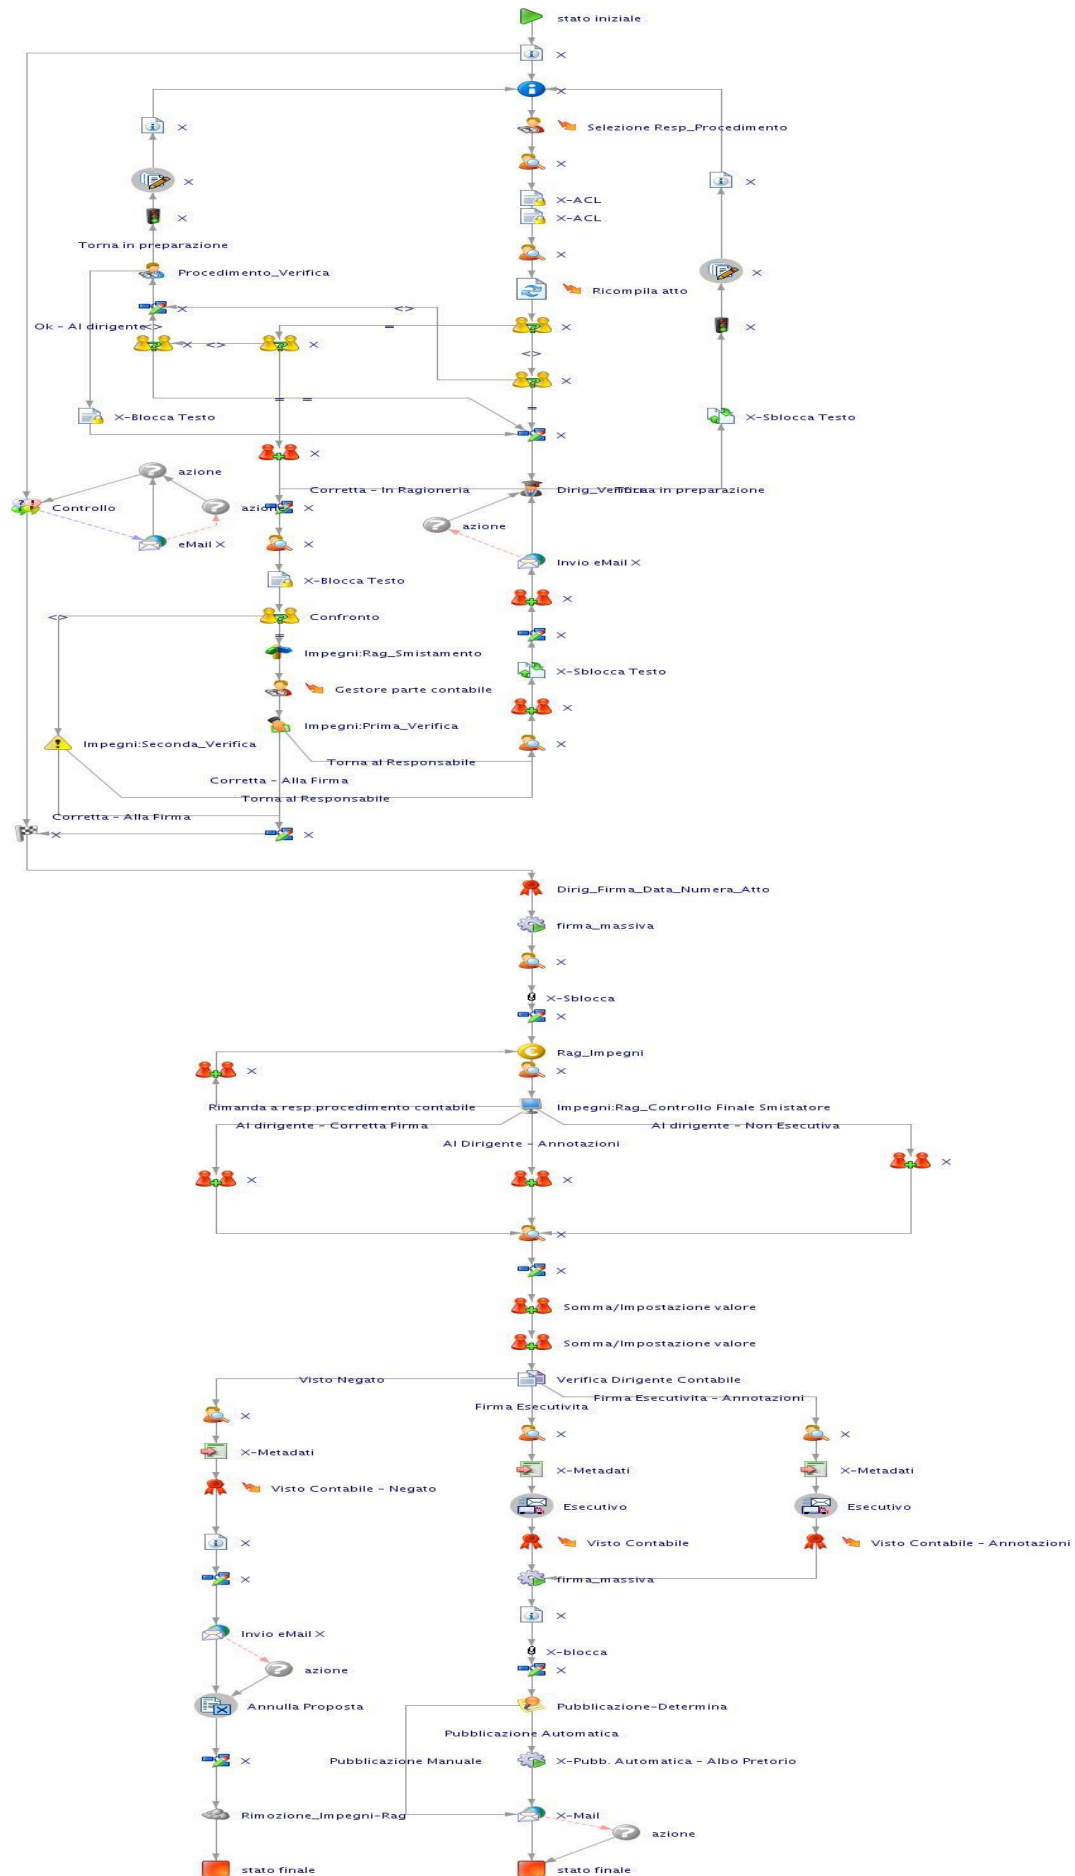 stato iniziale
X
X
Selezione Resp_Procedimento
X
X
X
X
X-ACL
X
X-ACL
Torna in preparazione
X
Procedimento_Verifica
X
Ricompila atto
X
<>
Ok - Al dirigente
<>
=
X
X
X
<>
X
<>
X
= =
=
X-Blocca Testo
X-Sblocca Testo
X
X
azione
Corretta - In Ragioneria
Dirig_Verifica
Torna in preparazione
Controllo
azione
X
azione
eMail X
X
Invio eMail X
X-Blocca Testo
X
<>
Confronto
=
X
Impegni:Rag_Smistamento
X-Sblocca Testo
Gestore parte contabile
X
Impegni:Prima_Verifica
Impegni:Seconda_Verifica
X
Torna al Responsabile
Corretta - Alla Firma
Torna al Responsabile
Corretta - Alla Firma
X
X
Dirig_Firma_Data_Numera_Atto
firma_massiva
X
X-Sblocca
X
Rag_Impegni
X
X
Rimanda a resp.procedimento contabile
Impegni:Rag_Controllo Finale Smistatore
Al dirigente - Corretta Firma
Al dirigente - Non Esecutiva
Al Dirigente - Annotazioni
X
X
X
X
X
Somma/Impostazione valore
Somma/Impostazione valore
Visto Negato
Verifica Dirigente Contabile
Firma Esecutivita - Annotazioni
Firma Esecutivita
X
X
X
X-Metadati
X-Metadati
X-Metadati
Visto Contabile - Negato
Esecutivo
Esecutivo
X
Visto Contabile
Visto Contabile - Annotazioni
X
firma_massiva
X
Invio eMail X
X-blocca
azione
X
Annulla Proposta
Pubblicazione-Determina
Pubblicazione Automatica
X
Pubblicazione Manuale
X-Pubb. Automatica - Albo Pretorio
Rimozione_Impegni-Rag
X-Mail
azione
stato finale
stato finale